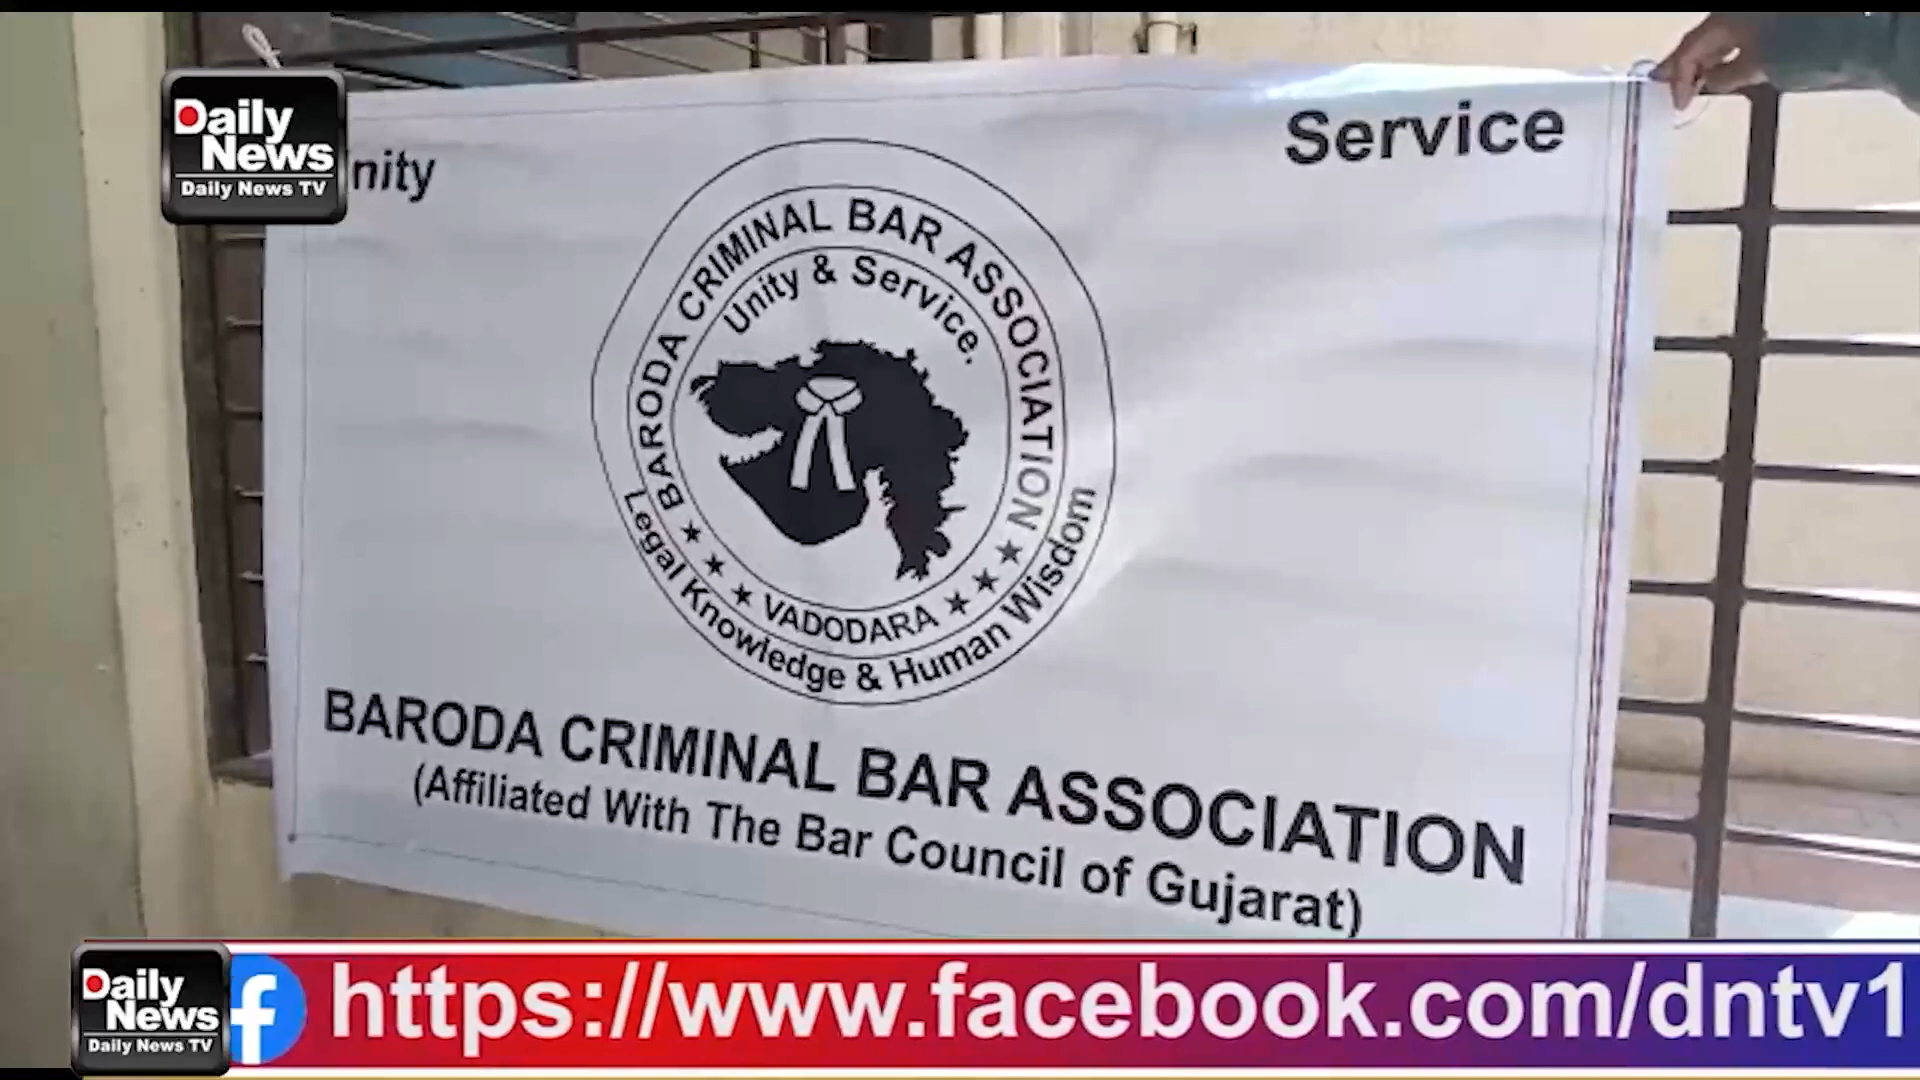 Daily
News
Daily News TV
nity
Service
BARODA CRIMINAL BAR ASSOCIATION
Unity & Service.
★ ★ ★ VADODARA ★ ★ ★
Legal Knowledge & Human Wisdom
BARODA CRIMINAL BAR ASSOCIATION
(Affiliated With The Bar Council of Gujarat)
Daily
News
Daily News TV
f https://www.facebook.com/dntv1